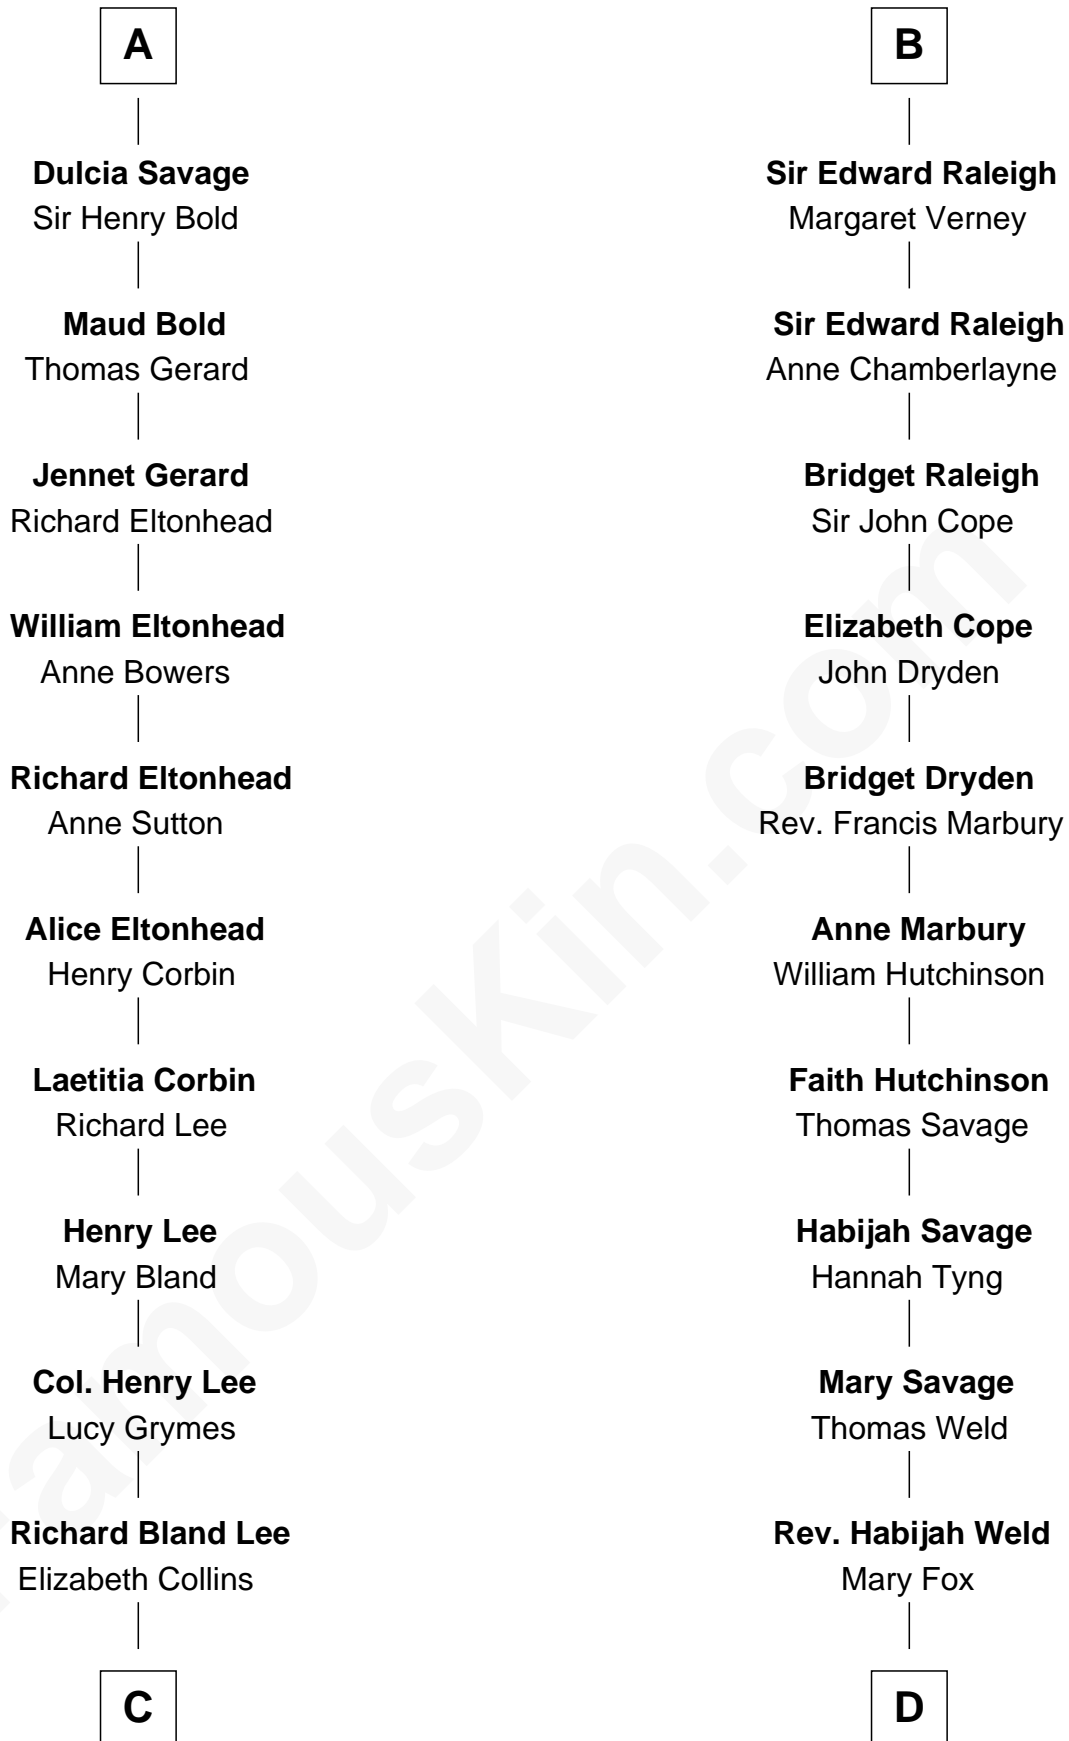 A
Dulcia Savage
Sir Henry Bold
Maud Bold
Thomas Gerard
Jennet Gerard
Richard Eltonhead
William Eltonhead
Anne Bowers
Richard Eltonhead
Anne Sutton
Alice Eltonhead
Henry Corbin
Laetitia Corbin
Richard Lee
Henry Lee
Mary Bland
Col. Henry Lee
Lucy Grymes
Richard Bland Lee
Elizabeth Collins
C
B
Sir Edward Raleigh
Margaret Verney
Sir Edward Raleigh
Anne Chamberlayne
Bridget Raleigh
Sir John Cope
Elizabeth Cope
John Dryden
Bridget Dryden
Rev. Francis Marbury
Anne Marbury
William Hutchinson
Faith Hutchinson
Thomas Savage
Habijah Savage
Hannah Tyng
Mary Savage
Thomas Weld
Rev. Habijah Weld
Mary Fox
D
FamousKin.com